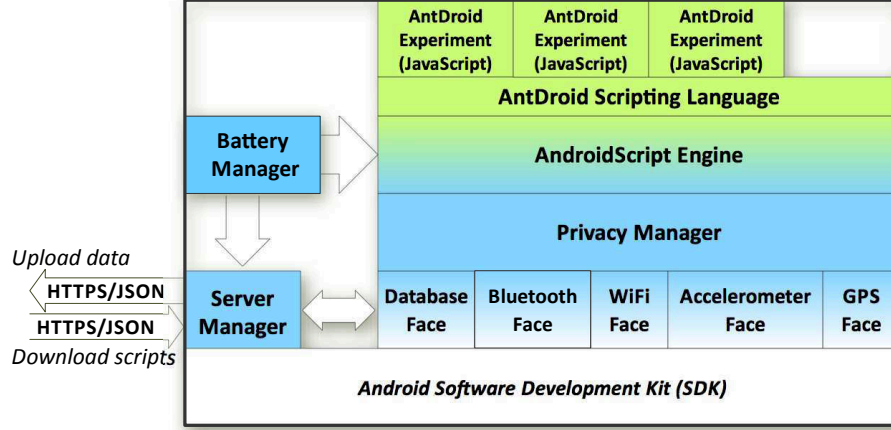 AntDroid
Experiment
(JavaScript)
AntDroid
Experiment
(JavaScript)
AntDroid
Experiment
(JavaScript)
AntDroid Scripting Language
Battery
Manager
AndroidScript Engine
Privacy Manager
Upload data
HTTPS/JSON
HTTPS/JSON
Download scripts
Server
Manager
Database
Face
Bluetooth
Face
WiFi
Face
Accelerometer
Face
GPS
Face
Android Software Development Kit (SDK)